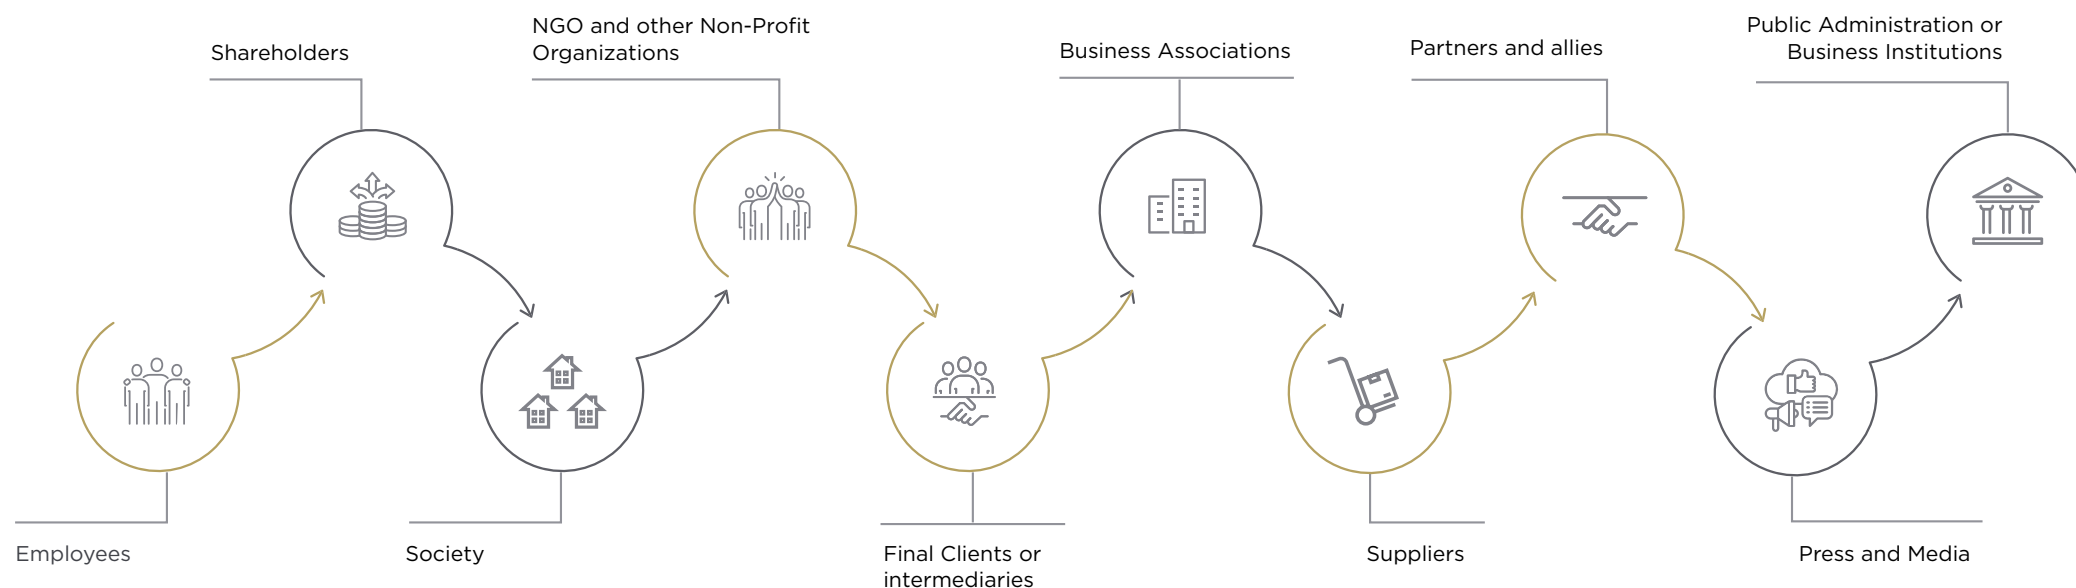 Shareholders
NGO and other Non-Profit
Organizations
Business Associations
Partners and allies
Public Administration or
Business Institutions
Employees
Society
Final Clients or
intermediaries
Suppliers
Press and Media